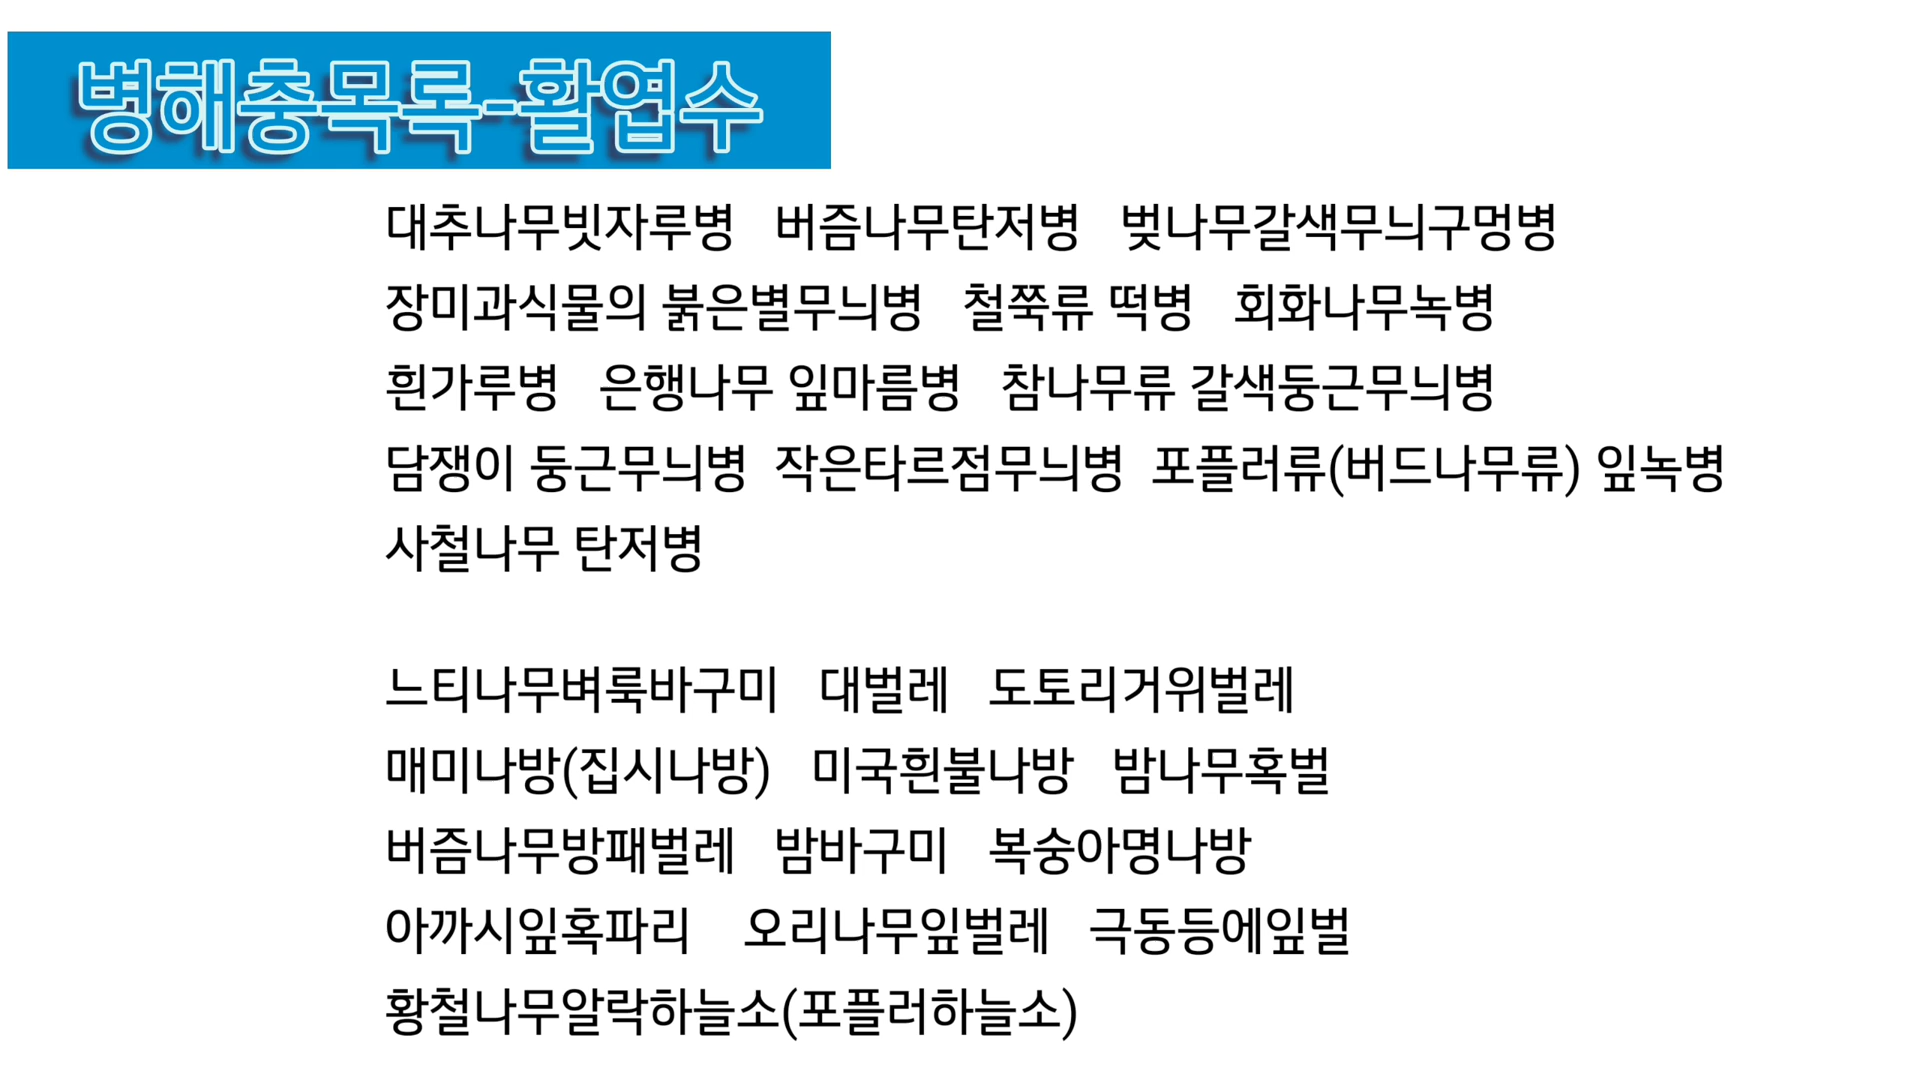 병해충목록-활엽수
대추나무빗자루병 버즘나무탄저병 벚나무갈색무늬구멍병
장미과식물의 붉은별무늬병 철쭉류 떡병 회화나무녹병
흰가루병 은행나무 잎마름병 참나무류 갈색둥근무늬병
담쟁이 둥근무늬병 작은타르점무늬병 포플러류(버드나무류) 잎녹병
사철나무 탄저병
느티나무벼룩바구미 대벌레 도토리거위벌레
매미나방(집시나방) 미국흰불나방 밤나무혹벌
버즘나무방패벌레 밤바구미 복숭아명나방
아까시잎혹파리 오리나무잎벌레 극동등에잎벌
황철나무알락하늘소(포플러하늘소)